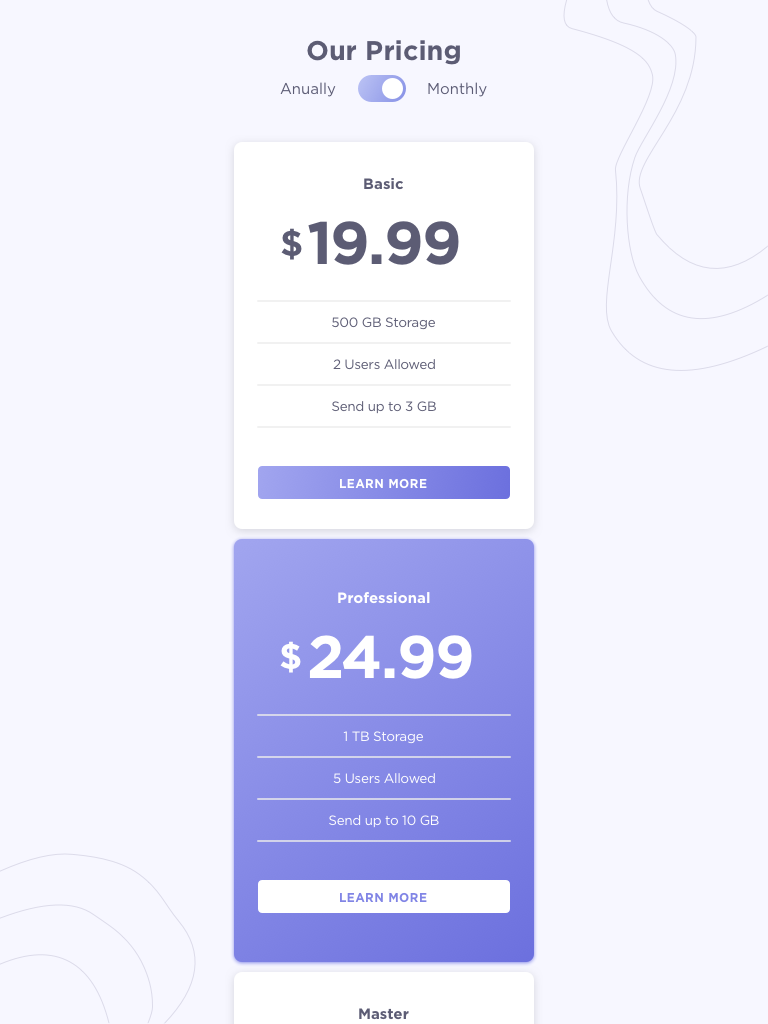 Our Pricing
Anually Monthly
Basic
$19.99
500 GB Storage
2 Users Allowed
Send up to 3 GB
LEARN MORE
Professional
$24.99
1 TB Storage
5 Users Allowed
Send up to 10 GB
LEARN MORE
Master